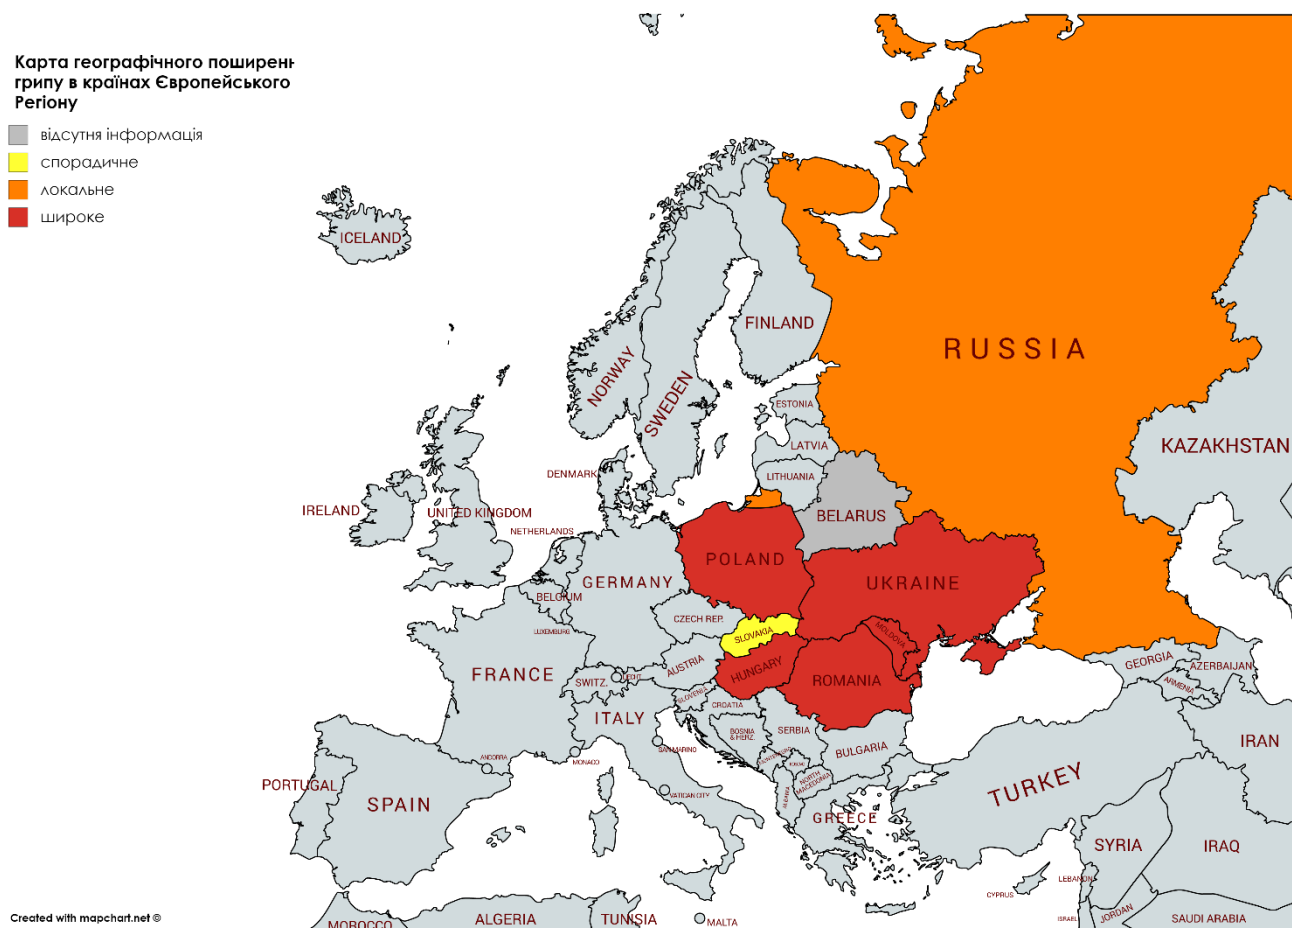 Карта географічного поширенн
грипу в країнах Європейського
Регіону
відсутня інформація
спорадичне
локальне
широке
ICELAND
FINLAND
RUSSIA
NORWAY
SWEDEN
ESTONIA
LATVIA
KAZAKHSTAN
DENMARK
LITHUANIA
IRELAND
UNITED KINGDOM
BELARUS
NETHERLANDS
POLAND
GERMANY
UKRAINE
BELGIUM
CZECH REP.
LUXEMBURG
SLOVAKIA
MOLDOVA
FRANCE
AUSTRIA
HUNGARY
ROMANIA
GEORGIA
AZERBAIJAN
SWITZ.
LECHT.
ARMENIA
SLOVENIA
CROATIA
ITALY
BOSNIA
& HERZ.
SERBIA
BULGARIA
IRAN
SAN MARINO
ANDORRA
MONACO
NORTH
MACEDONIA
PORTUGAL
SPAIN
VATICAN CITY
ALBANIA
TURKEY
GREECE
SYRIA
IRAQ
LEBANON
CYPRUS
ISRAEL
JORDAN
SAUDI ARABIA
MOROCCO
ALGERIA
TUNISIA
MALTA
Created with mapchart.net ©